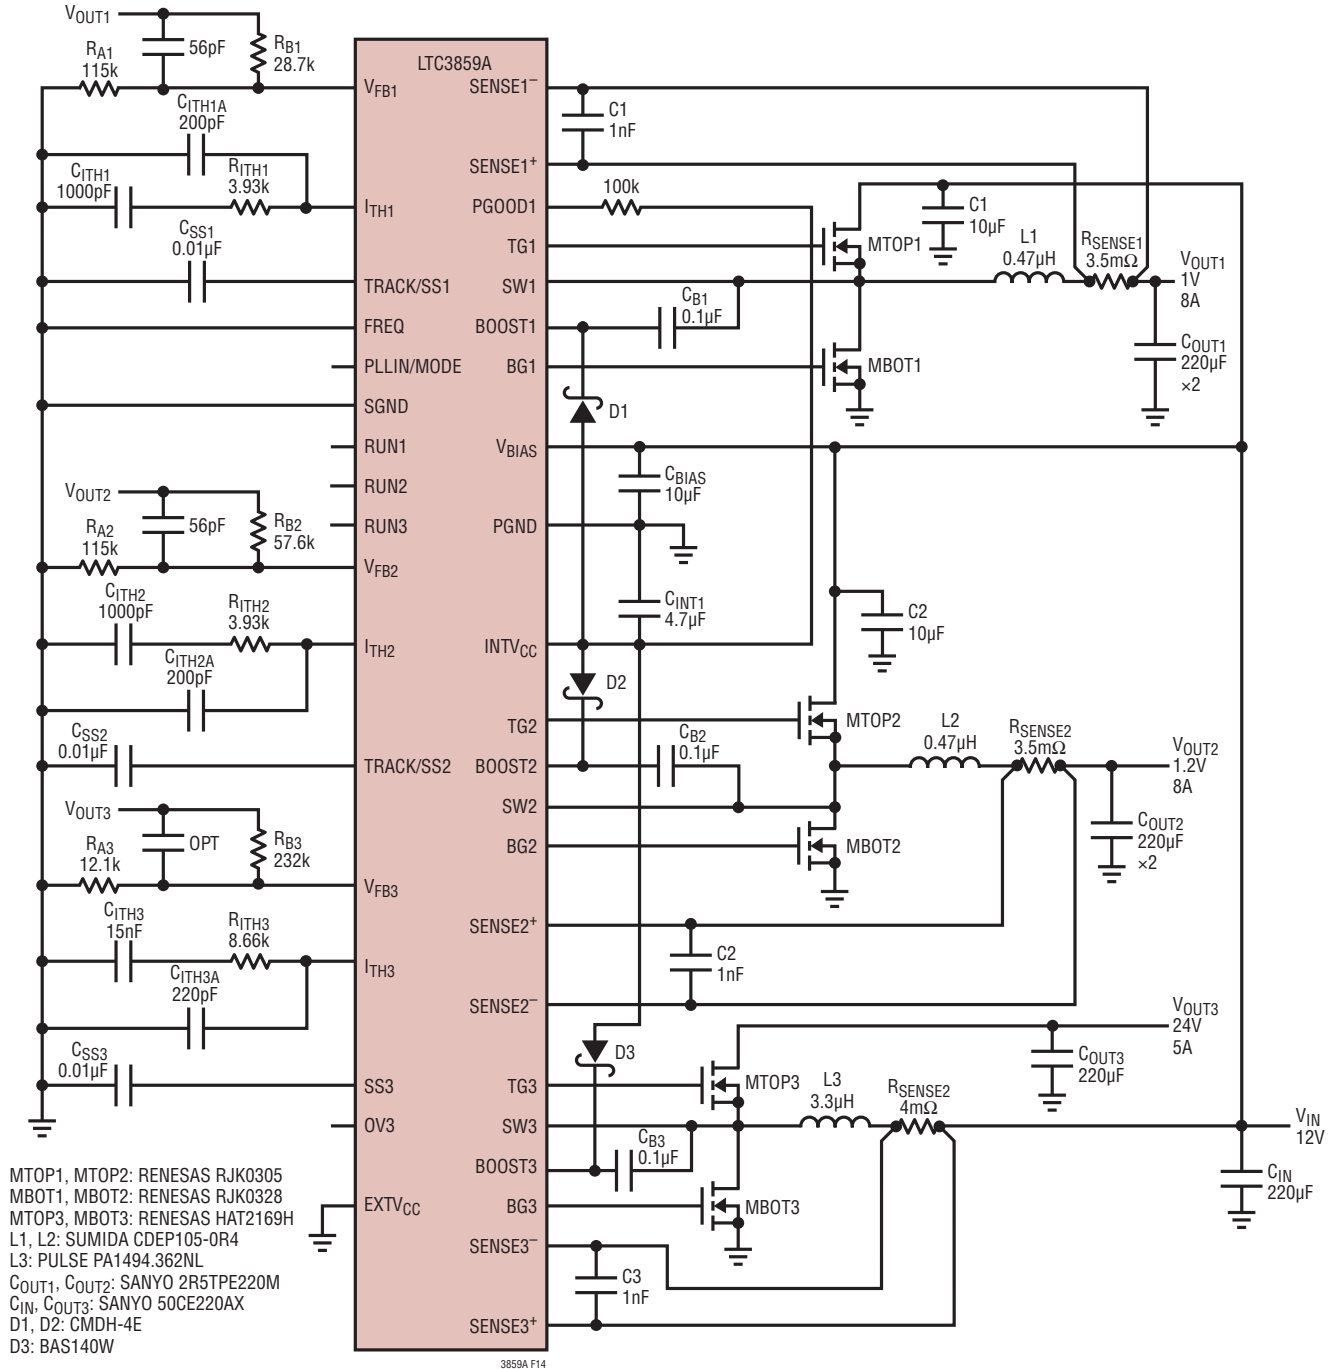 VOUT1
RA1
115k
56pF
RB1
28.7k
CITH1A
200pF
CITH1
1000pF
RITH1
3.93k
CSS1
0.01µF
VOUT2
RA2
115k
56pF
RB2
57.6k
CITH2
1000pF
RITH2
3.93k
CITH2A
200pF
CSS2
0.01µF
VOUT3
RA3
12.1k
OPT
RB3
232k
CITH3
15nF
RITH3
8.66k
CITH3A
220pF
CSS3
0.01µF
LTC3859A
VFB1
ITH1
TRACK/SS1
FREQ
PLLIN/MODE
SGND
RUN1
RUN2
RUN3
VFB2
ITH2
TRACK/SS2
VFB3
ITH3
SS3
OV3
EXTVCC
SENSE1–
SENSE1+
PGOOD1
TG1
SW1
BOOST1
BG1
VBIAS
PGND
INTVCC
TG2
BOOST2
SW2
BG2
SENSE2+
SENSE2–
TG3
SW3
BOOST3
BG3
SENSE3–
SENSE3+
C1
1nF
100k
MTOP1
C1
10µF
L1
0.47µH
RSENSE1
3.5mΩ
VOUT1
1V
8A
CB1
0.1µF
MBOT1
COUT1
220µF
×2
D1
CBIAS
10µF
CINT1
4.7µF
C2
10µF
D2
MTOP2
L2
0.47µH
RSENSE2
3.5mΩ
VOUT2
1.2V
8A
CB2
0.1µF
MBOT2
COUT2
220µF
×2
C2
1nF
VOUT3
24V
5A
D3
COUT3
220µF
MTOP3
L3
3.3µH
RSENSE2
4mΩ
VIN
12V
CB3
0.1µF
CIN
220µF
MBOT3
C3
1nF
MTOP1, MTOP2: RENESAS RJK0305
MBOT1, MBOT2: RENESAS RJK0328
MTOP3, MBOT3: RENESAS HAT2169H
L1, L2: SUMIDA CDEP105-0R4
L3: PULSE PA1494.362NL
COUT1, COUT2: SANYO 2R5TPE220M
CIN, COUT3: SANYO 50CE220AX
D1, D2: CMDH-4E
D3: BAS140W
3859A F14